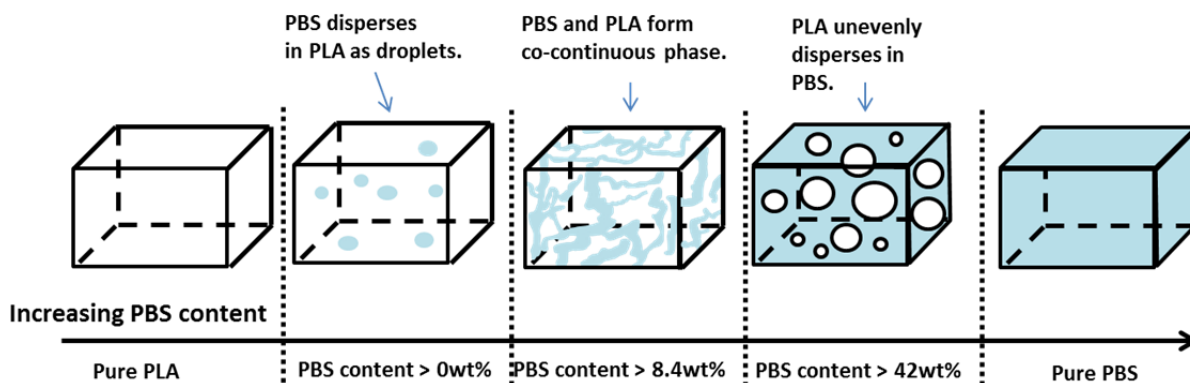 PBS disperses
in PLA as droplets.
PBS and PLA form
co-continuous phase.
PLA unevenly
disperses in
PBS.
Increasing PBS content
Pure PLA
PBS content > 0wt%
PBS content > 8.4wt%
PBS content > 42wt%
Pure PBS